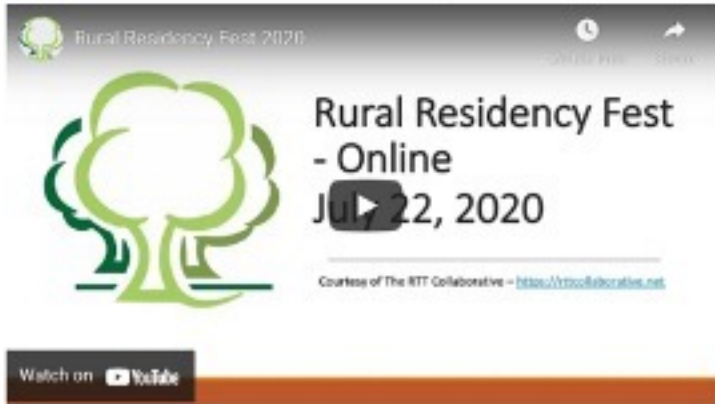 Rural Residency Fest 2020
Rural Residency Fest
- Online
July 22, 2020
Courtesy of The RTT Collaborative – https://rttcollaborative.net
Watch on YouTube